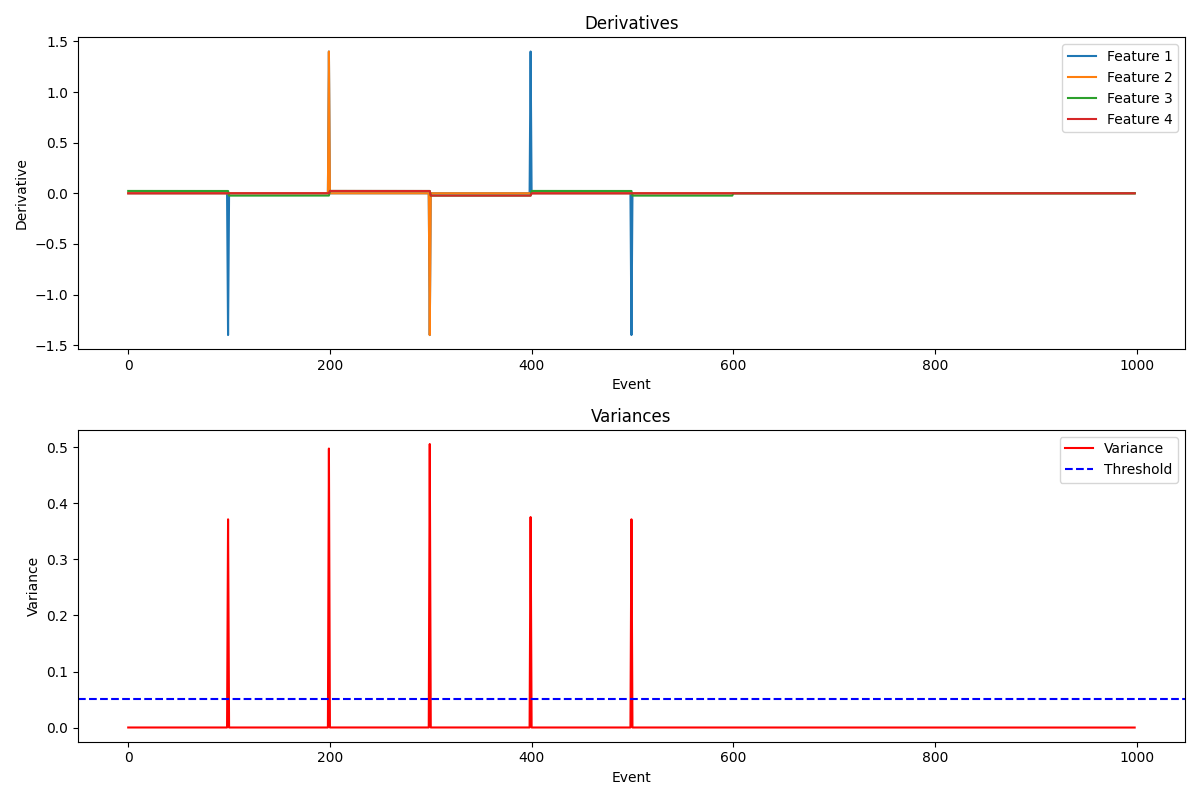 Derivatives
1.5
1.0
0.5
0.0
−0.5
−1.0
−1.5
Derivative
Feature 1
Feature 2
Feature 3
Feature 4
0 200 400 600 800 1000
Event
Variances
0.5
0.4
0.3
0.2
0.1
0.0
Variance
Variance
Threshold
0 200 400 600 800 1000
Event